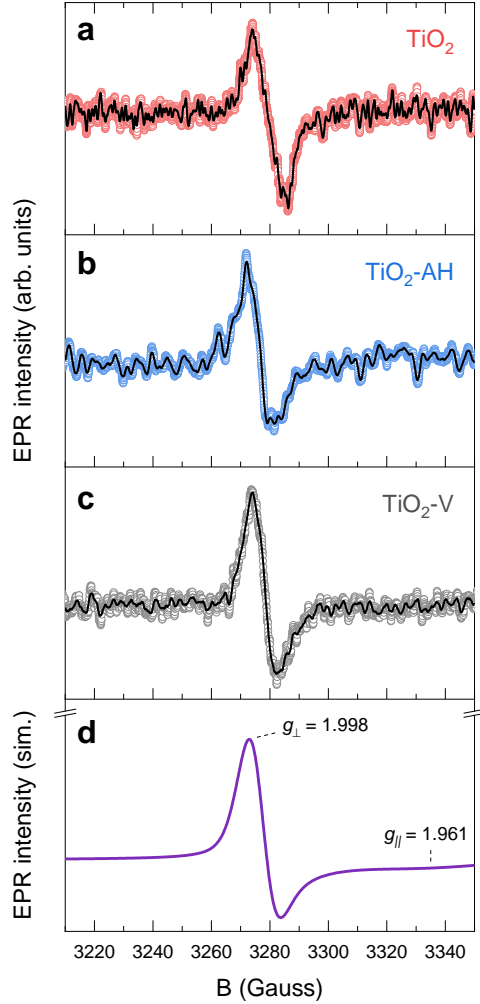 a
TiO₂
b
TiO₂-AH
EPR intensity (arb. units)
c
TiO₂-V
d
g⊥ = 1.998
g// = 1.961
EPR intensity (sim.)
3220 3240 3260 3280 3300 3320 3340
B (Gauss)